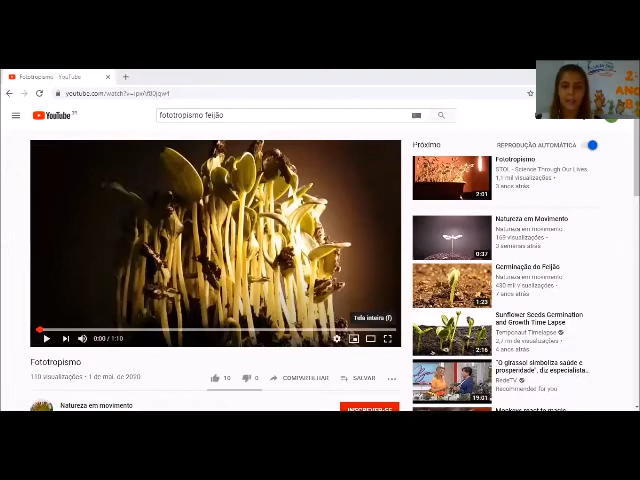 Fototropismo - YouTube
youtube.com/watch?v=
YouTube BR
fototropismo feijão
2
ANO
B
Próximo
REPRODUÇÃO AUTOMÁTICA
Fototropismo
STOL - Science Through Our Lives
1,1 mil visualizações •
3 anos atrás
2:01
Natureza em Movimento
Natureza em movimento
169 visualizações •
3 semanas atrás
0:37
Germinação do Feijão
Natureza em movimento
430 mil visualizações •
7 anos atrás
1:23
Sunflower Seeds Germination
and Growth Time Lapse
Temponaut Timelapse
2,7 mi de visualizações •
4 anos atrás
2:16
"O girassol simboliza saúde e
prosperidade", diz especialista...
RedeTV
Recommended for you
19:01
Monkeys react to magic
Tela inteira (f)
0:00 / 1:10
Fototropismo
110 visualizações • 1 de mai. de 2020
10
0
COMPARTILHAR
SALVAR
Natureza em movimento
INSCREVER-SE